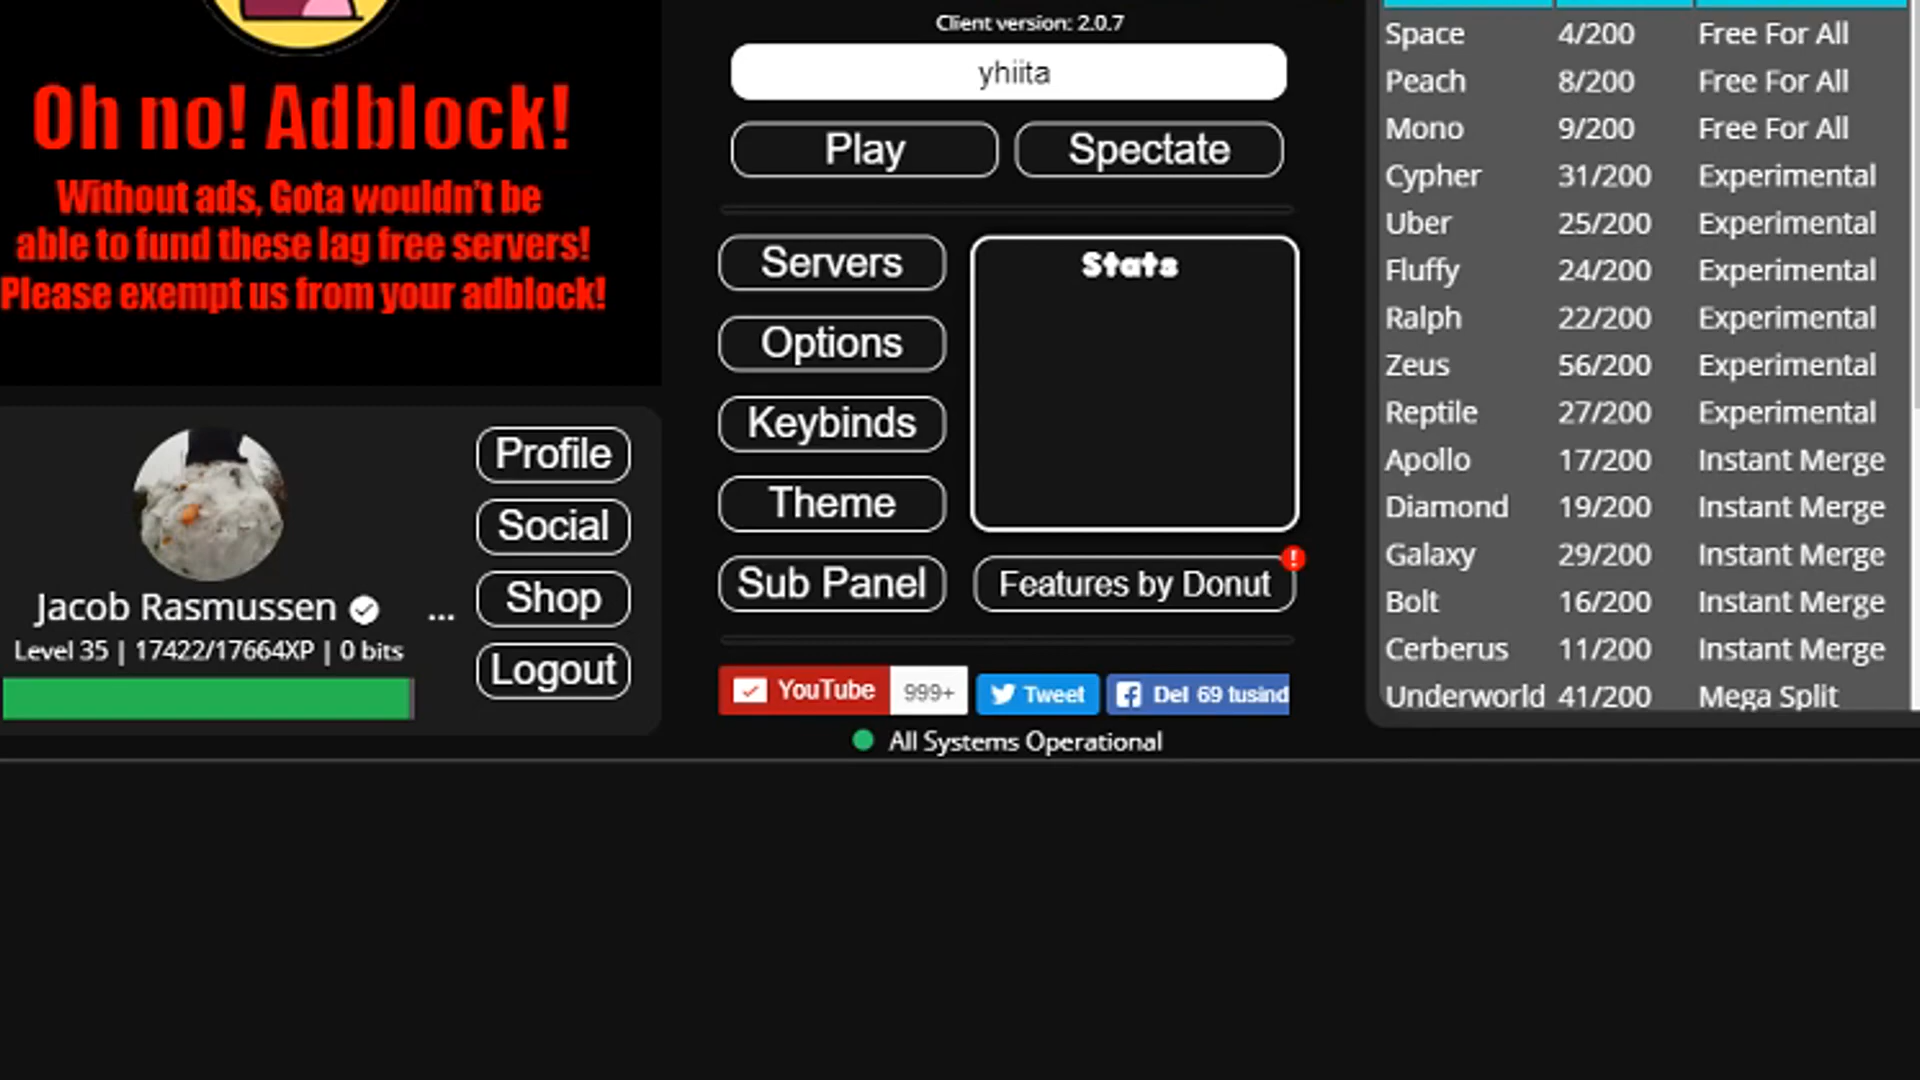 Oh no! Adblock!
Without ads, Gota wouldn't be
able to fund these lag free servers!
Please exempt us from your adblock!
Jacob Rasmussen
...
Level 35 | 17422/17664XP | 0 bits
Profile
Social
Shop
Logout
Client version: 2.0.7
yhiita
Play
Spectate
Servers
Options
Keybinds
Theme
Sub Panel
Stats
Features by Donut
!
YouTube 999+
Tweet
Del 69 tusind
All Systems Operational
Space 4/200 Free For All
Peach 8/200 Free For All
Mono 9/200 Free For All
Cypher 31/200 Experimental
Uber 25/200 Experimental
Fluffy 24/200 Experimental
Ralph 22/200 Experimental
Zeus 56/200 Experimental
Reptile 27/200 Experimental
Apollo 17/200 Instant Merge
Diamond 19/200 Instant Merge
Galaxy 29/200 Instant Merge
Bolt 16/200 Instant Merge
Cerberus 11/200 Instant Merge
Underworld 41/200 Mega Split